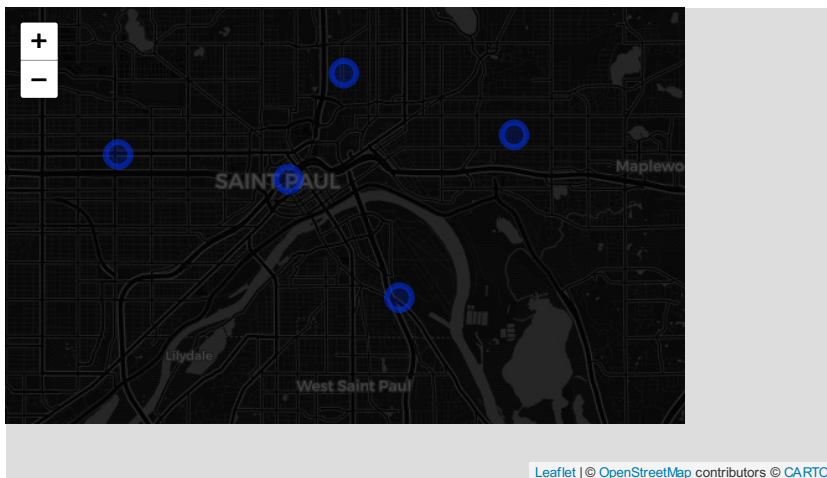 +
−
Maplewo
SAINT PAUL
Lilydale
West Saint Paul
Leaflet | © OpenStreetMap contributors © CARTO